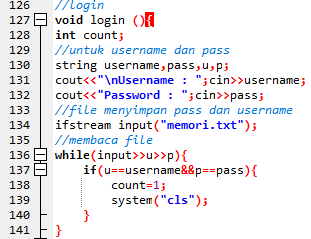 126 //login
127 void login (){
128 int count;
129 //untuk username dan pass
130 string username,pass,u,p;
131 cout<<"\nUsername : ";cin>>username;
132 cout<<"Password : ";cin>>pass;
133 //file menyimpan pass dan username
134 ifstream input("memori.txt");
135 //membaca file
136 while(input>>u>>p){
137 if(u==username&&p==pass){
138 count=1;
139 system("cls");
140 }
141 }